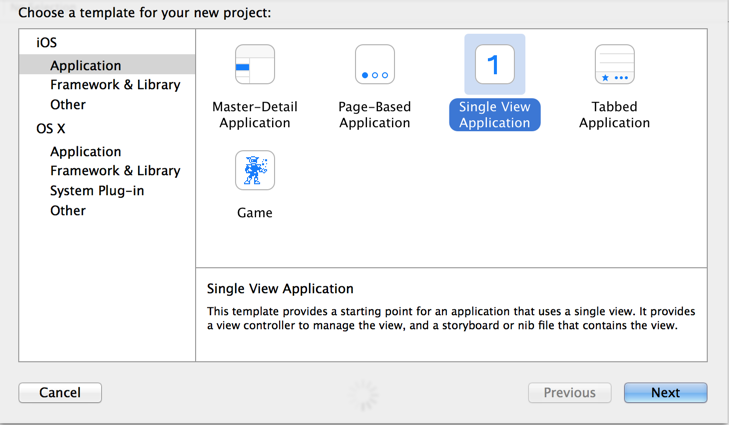 Choose a template for your new project:
iOS
Application
Framework & Library
Other
OS X
Application
Framework & Library
System Plug-in
Other
Master-Detail
Application
Page-Based
Application
1
Single View
Application
Tabbed
Application
Game
Single View Application
This template provides a starting point for an application that uses a single view. It provides
a view controller to manage the view, and a storyboard or nib file that contains the view.
Cancel
Previous
Next